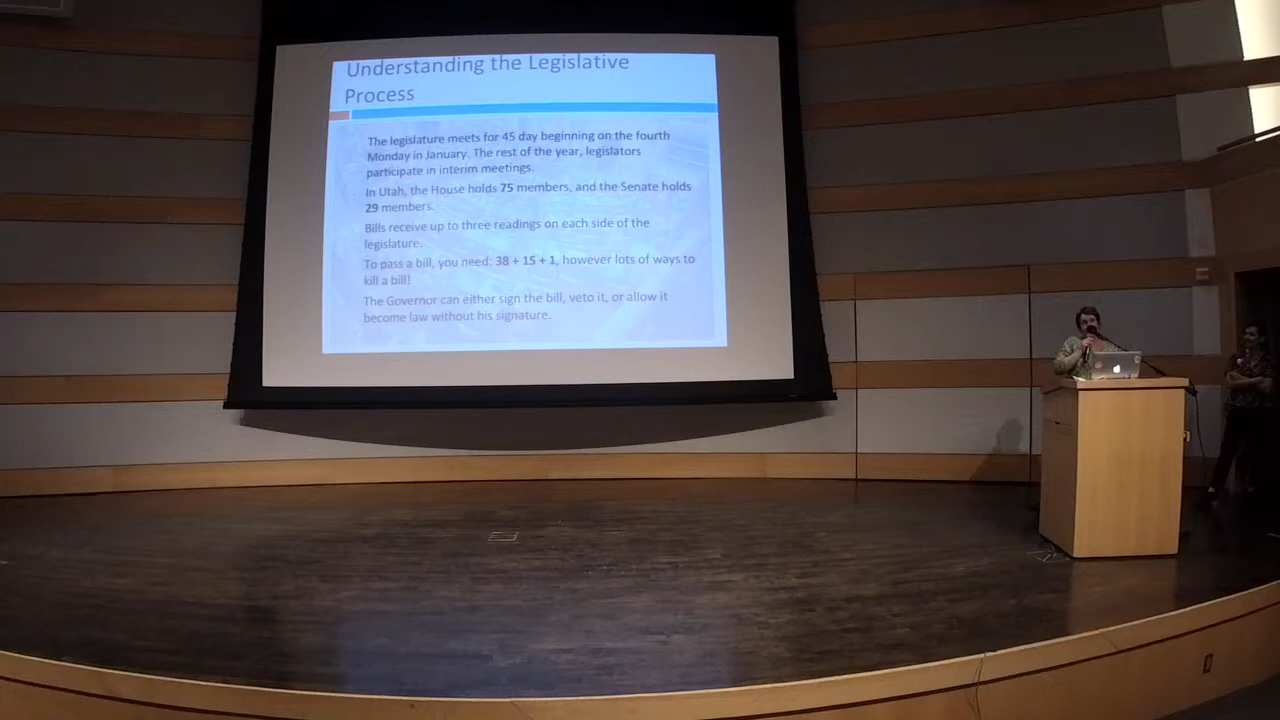 Understanding the Legislative
Process
The legislature meets for 45 day beginning on the fourth
Monday in January. The rest of the year, legislators
participate in interim meetings.
In Utah, the House holds 75 members, and the Senate holds
29 members.
Bills receive up to three readings on each side of the
legislature.
To pass a bill, you need: 38 + 15 + 1, however lots of ways to
kill a bill!
The Governor can either sign the bill, veto it, or allow it
become law without his signature.